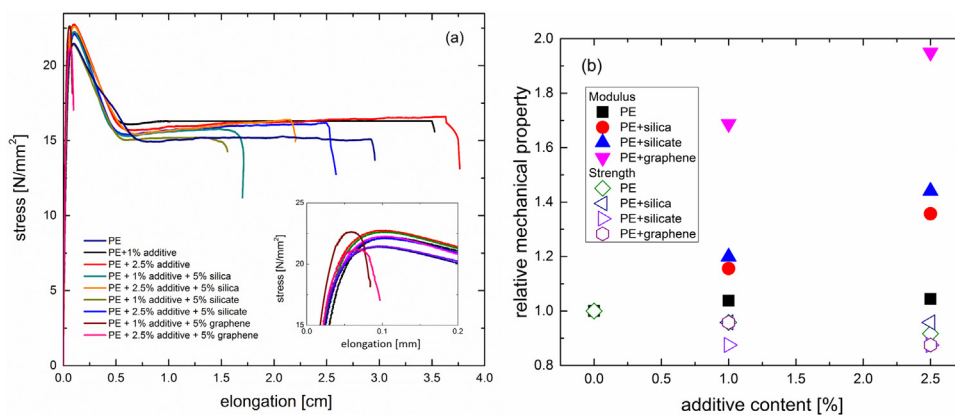 (a)
20
15
10
5
0
0.0 0.5 1.0 1.5 2.0 2.5 3.0 3.5 4.0
stress [N/mm²]
elongation [cm]
PE
PE+1% additive
PE + 2.5% additive
PE + 1% additive + 5% silica
PE + 2.5% additive + 5% silica
PE + 1% additive + 5% silicate
PE + 2.5% additive + 5% silicate
PE + 1% additive + 5% graphene
PE + 2.5% additive + 5% graphene
25
20
15
0.0 0.1 0.2
stress [N/mm²]
elongation [mm]
(b)
2.0
1.8
1.6
1.4
1.2
1.0
0.8
0.0 0.5 1.0 1.5 2.0 2.5
relative mechanical property
additive content [%]
Modulus
PE
PE+silica
PE+silicate
PE+graphene
Strength
PE
PE+silica
PE+silicate
PE+graphene